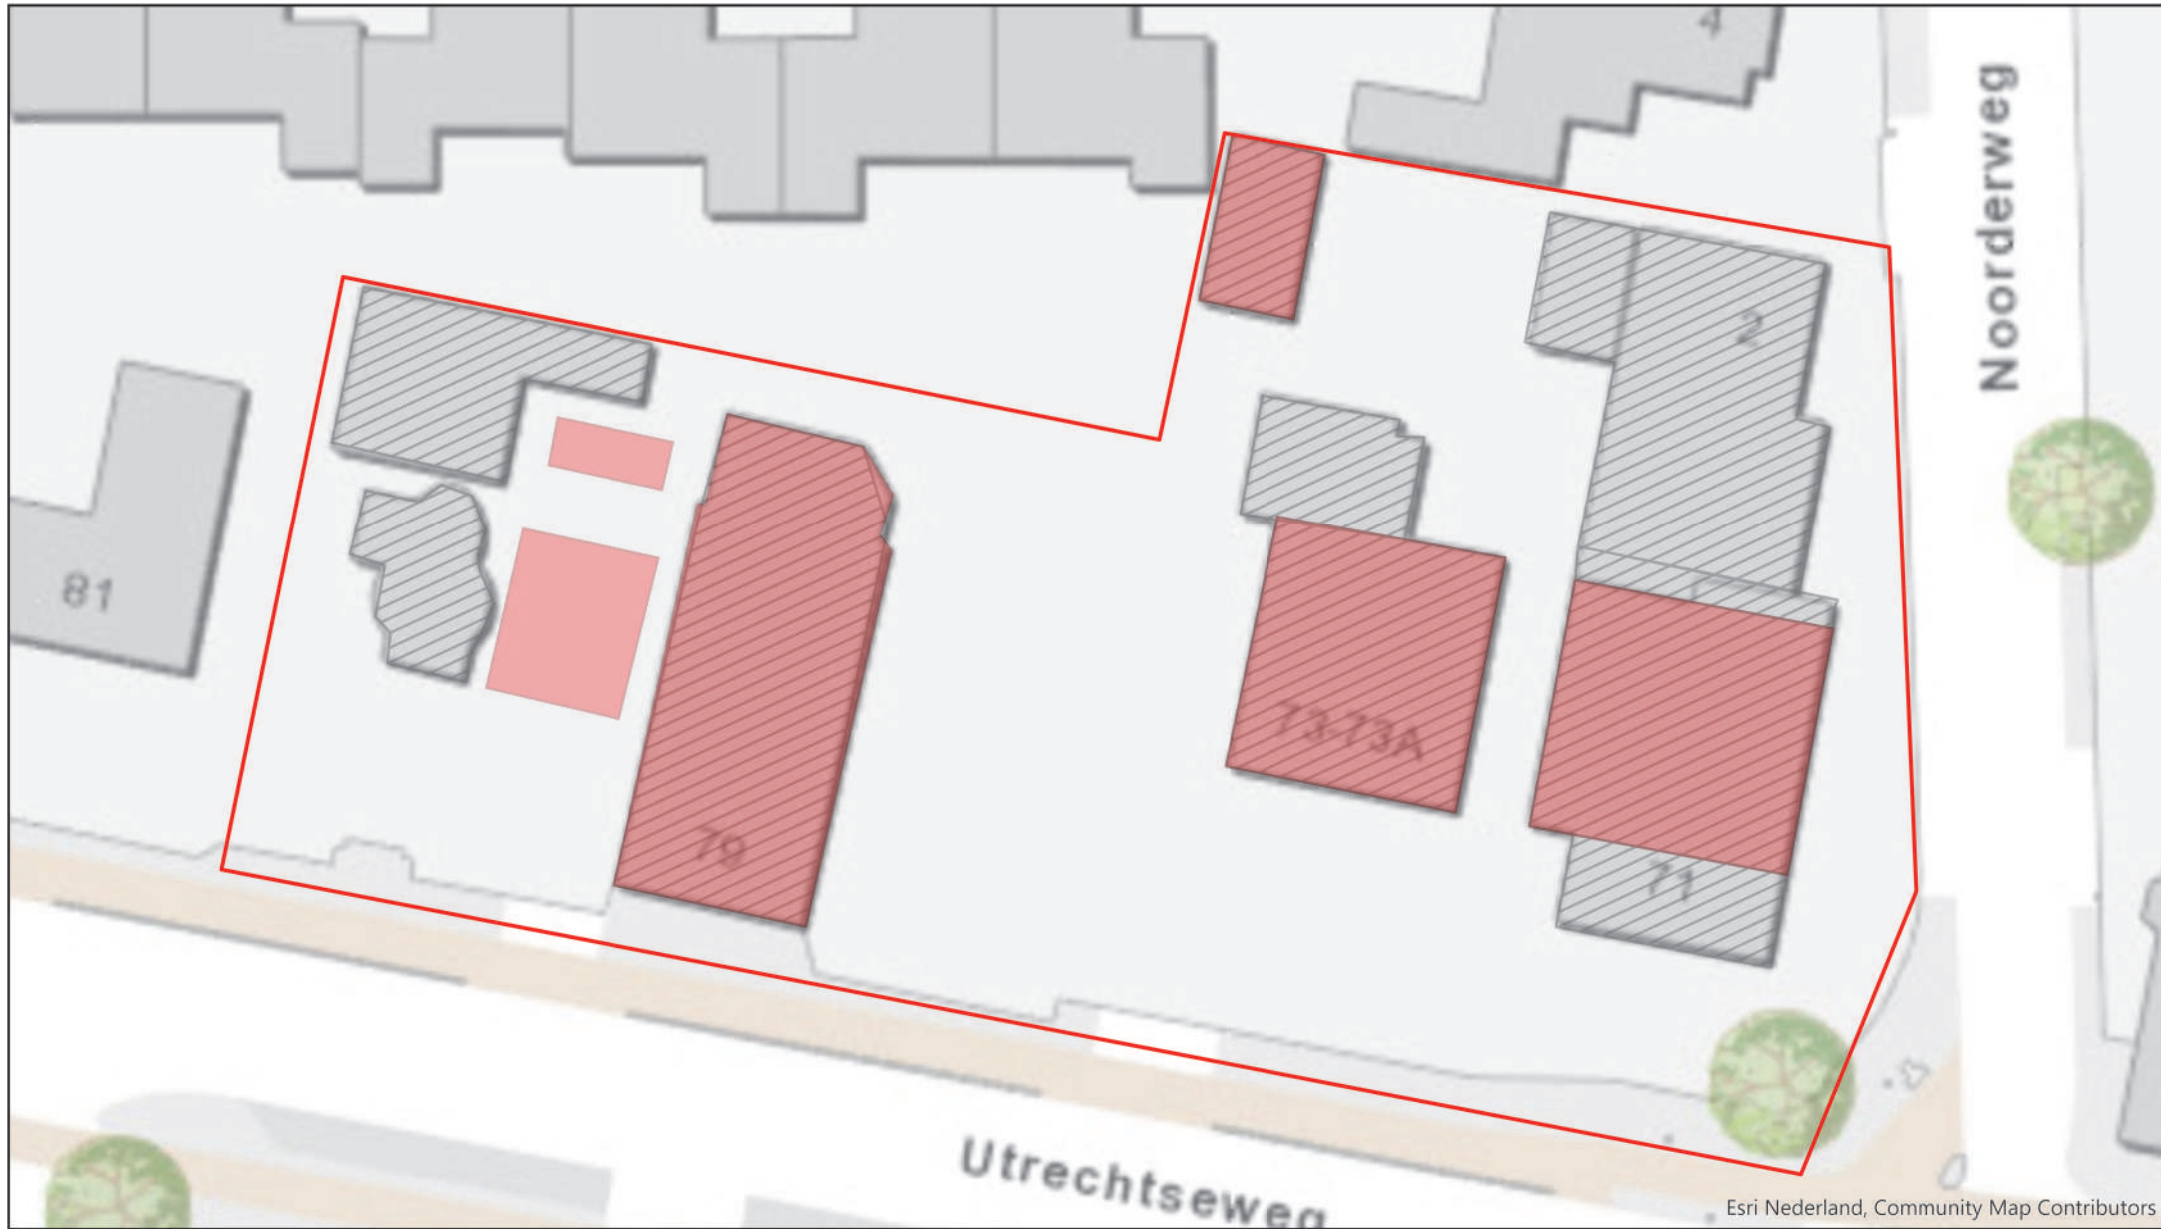 4
Noorderweg
2
81
73-73A
79
71
Utrechtseweg
Esri Nederland, Community Map Contributors